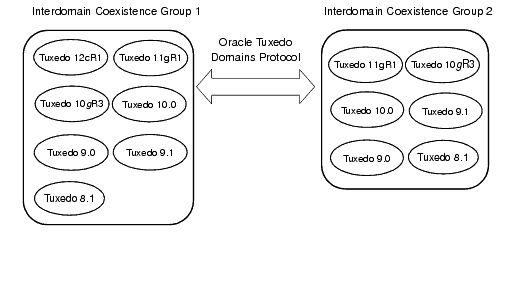 Interdomain Coexistence Group 1
Tuxedo 12cR1 Tuxedo 11gR1
Tuxedo 10gR3 Tuxedo 10.0
Tuxedo 9.0 Tuxedo 9.1
Tuxedo 8.1
Oracle Tuxedo
Domains Protocol
Interdomain Coexistence Group 2
Tuxedo 11gR1 Tuxedo 10gR3
Tuxedo 10.0 Tuxedo 9.1
Tuxedo 9.0 Tuxedo 8.1